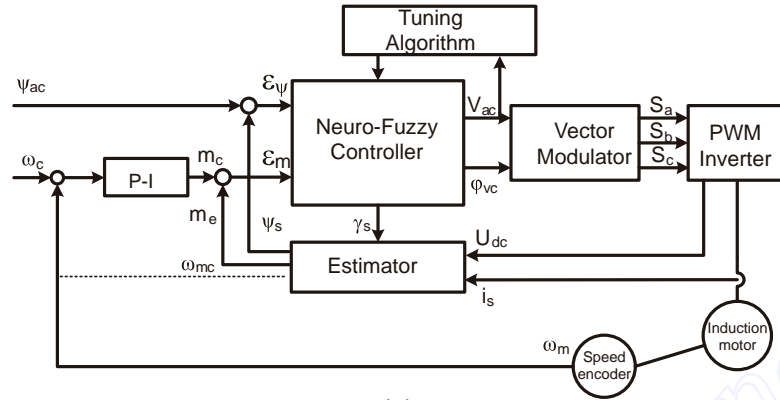 Tuning
Algorithm
ψac
εψ
Vac
Sa
Neuro-Fuzzy
Controller
Vector
Modulator
Sb
PWM
Inverter
ωc
P-I
mc
εm
Sc
φvc
me
ψs
γs
Udc
ωmc
Estimator
is
Induction
motor
ωm
Speed
encoder